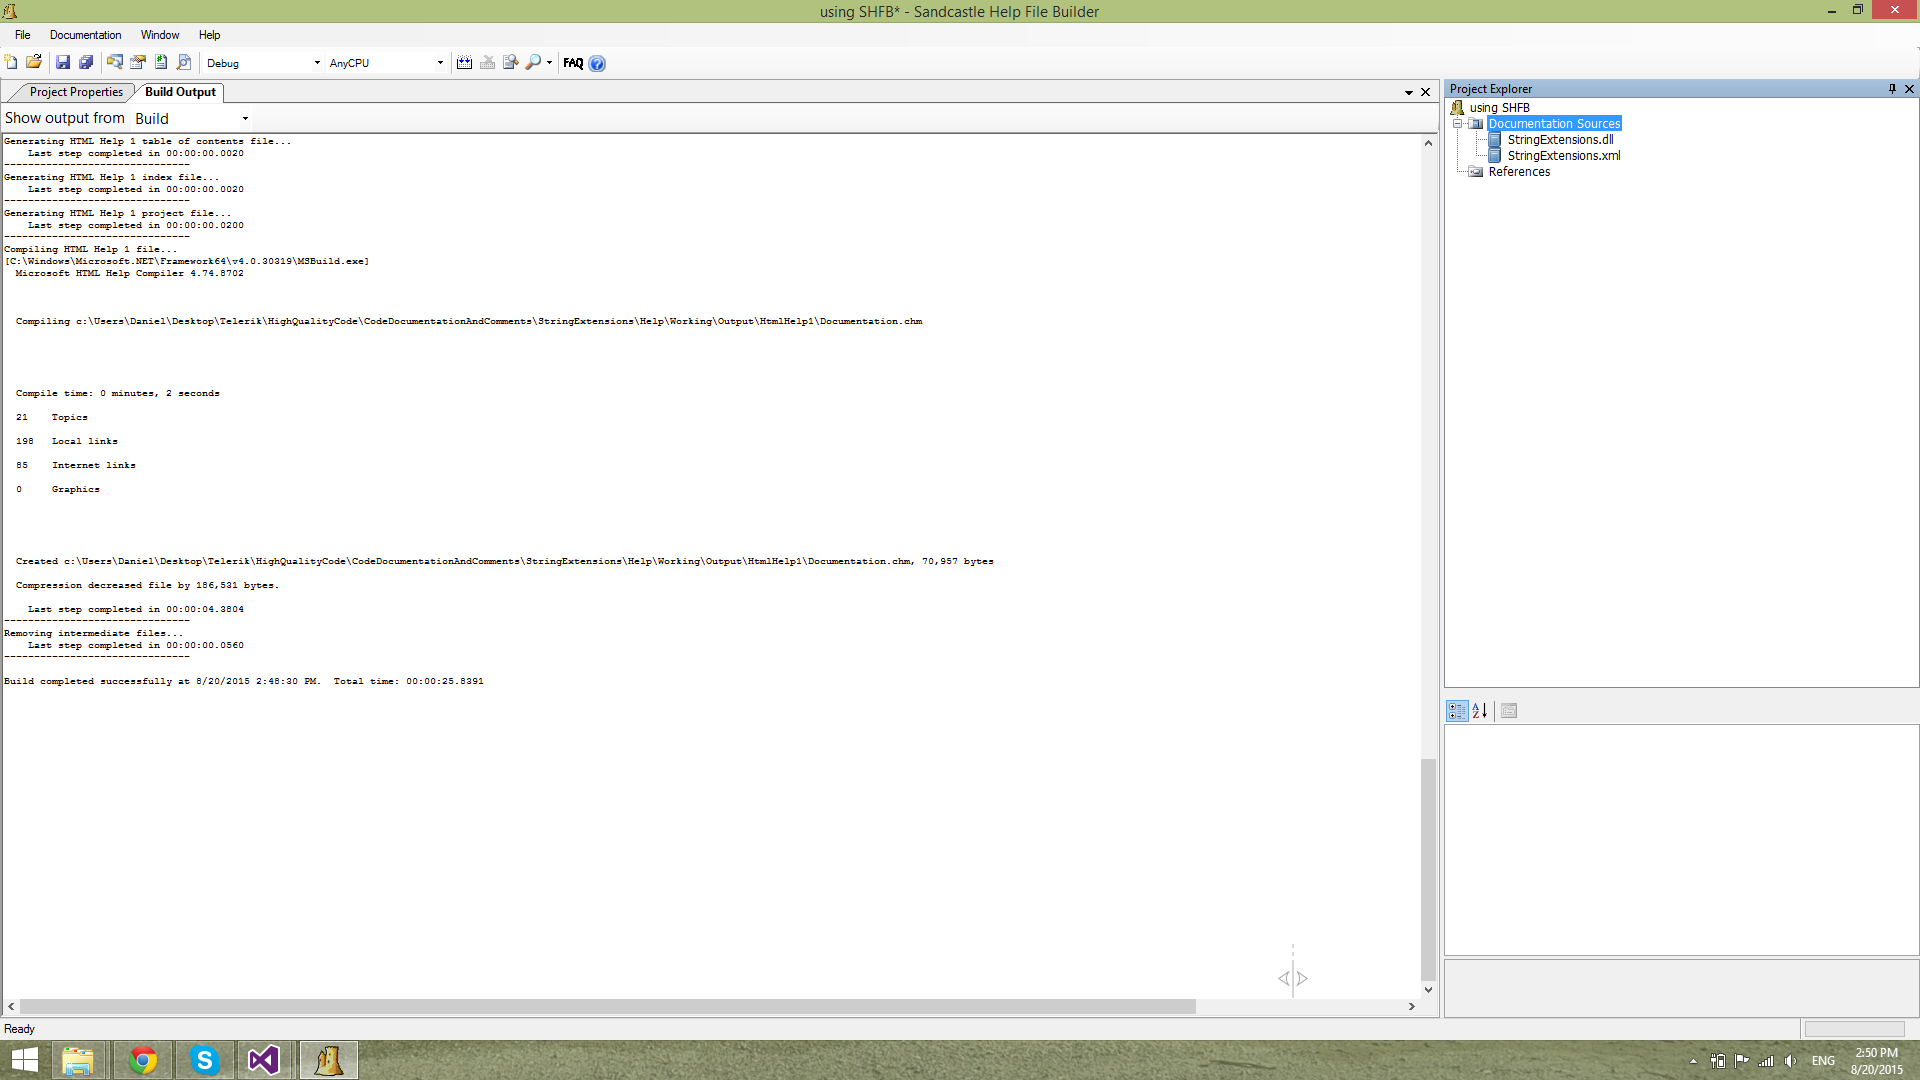 using SHFB* - Sandcastle Help File Builder
File Documentation Window Help
Debug AnyCPU FAQ
Project Properties Build Output
Show output from Build
Generating HTML Help 1 table of contents file...
Last step completed in 00:00:00.0020
-------------------------------
Generating HTML Help 1 index file...
Last step completed in 00:00:00.0020
-------------------------------
Generating HTML Help 1 project file...
Last step completed in 00:00:00.0200
-------------------------------
Compiling HTML Help 1 file...
[C:\Windows\Microsoft.NET\Framework64\v4.0.30319\MSBuild.exe]
Microsoft HTML Help Compiler 4.74.8702
Compiling c:\Users\Daniel\Desktop\Telerik\HighQualityCode\CodeDocumentationAndComments\StringExtensions\Help\Working\Output\HtmlHelp1\Documentation.chm
Compile time: 0 minutes, 2 seconds
21 Topics
198 Local links
85 Internet links
0 Graphics
Created c:\Users\Daniel\Desktop\Telerik\HighQualityCode\CodeDocumentationAndComments\StringExtensions\Help\Working\Output\HtmlHelp1\Documentation.chm, 70,957 bytes
Compression decreased file by 186,531 bytes.
Last step completed in 00:00:04.3804
-------------------------------
Removing intermediate files...
Last step completed in 00:00:00.0560
-------------------------------
Build completed successfully at 8/20/2015 2:48:30 PM. Total time: 00:00:25.8391
Project Explorer
using SHFB
Documentation Sources
StringExtensions.dll
StringExtensions.xml
References
Ready
ENG
2:50 PM
8/20/2015